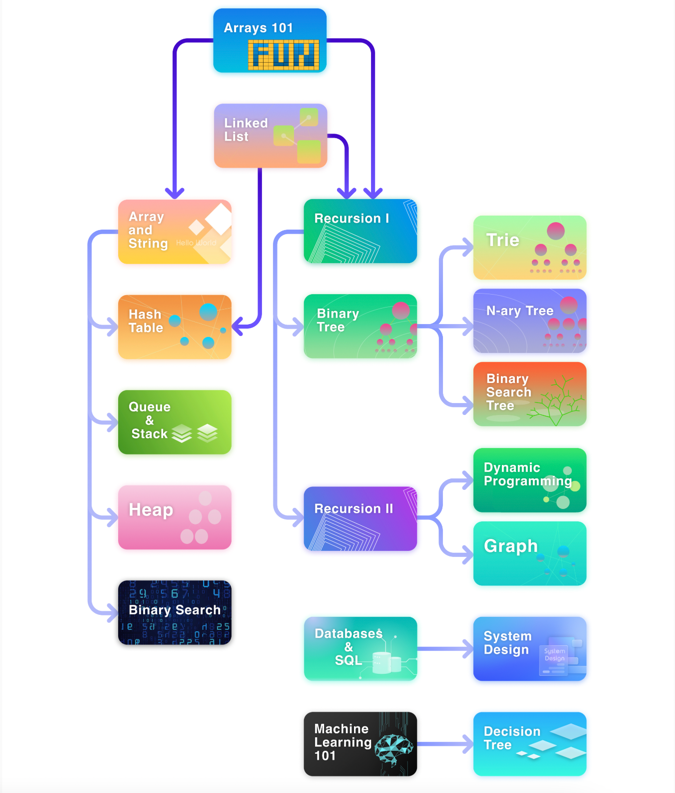 Arrays 101
FUN
Linked
List
Array
and
String
Hello World!
Recursion I
Trie
Hash
Table
Binary
Tree
N-ary Tree
Binary
Search
Tree
Queue
&
Stack
Dynamic
Programming
Heap
Recursion II
Graph
Binary Search
Databases
&
SQL
System
Design
System
Design
Machine
Learning
101
Decision
Tree